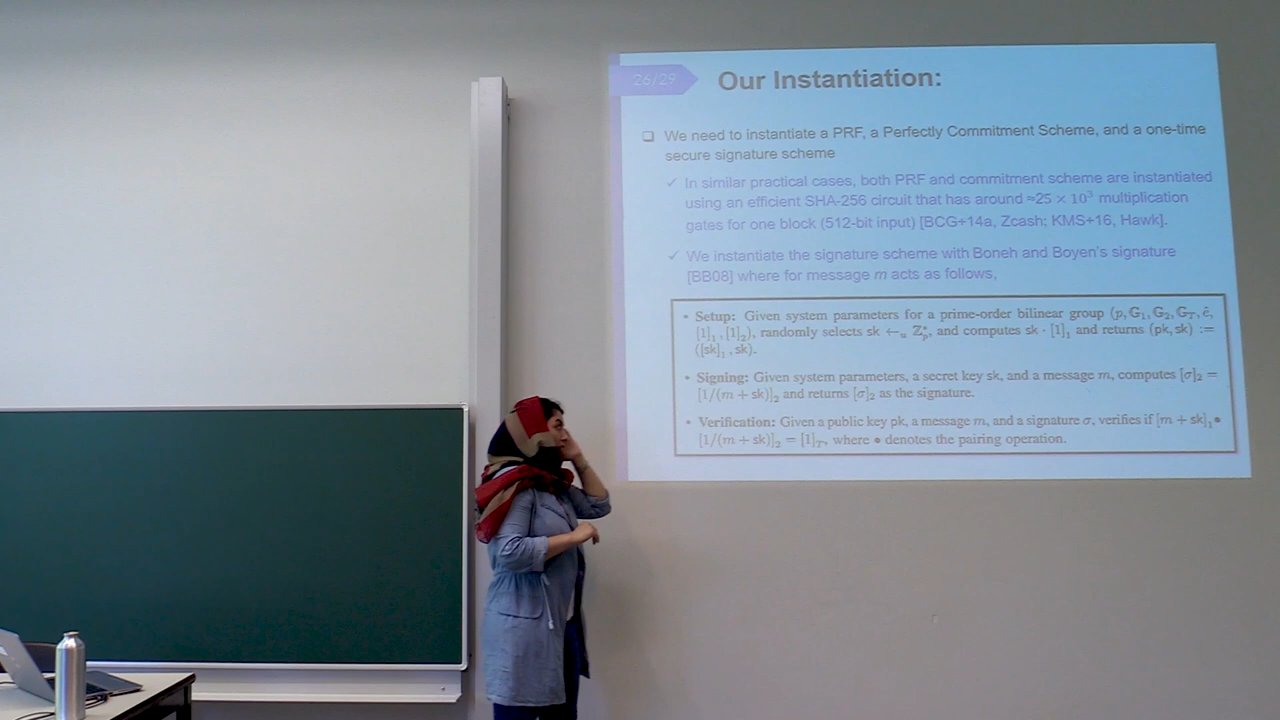 26/29
Our Instantiation:
❑ We need to instantiate a PRF, a Perfectly Commitment Scheme, and a one-time
secure signature scheme
✓ In similar practical cases, both PRF and commitment scheme are instantiated
using an efficient SHA-256 circuit that has around ≈25 × 10³ multiplication
gates for one block (512-bit input) [BCG+14a, Zcash; KMS+16, Hawk].
✓ We instantiate the signature scheme with Boneh and Boyen's signature
[BB08] where for message m acts as follows,
• Setup: Given system parameters for a prime-order bilinear group (p, G₁, G₂, G_T, ê,
[1]₁, [1]₂), randomly selects sk ←ᵤ Z*ₚ, and computes sk · [1]₁ and returns (pk, sk) :=
([sk]₁, sk).
• Signing: Given system parameters, a secret key sk, and a message m, computes [σ]₂ =
[1/(m + sk)]₂ and returns [σ]₂ as the signature.
• Verification: Given a public key pk, a message m, and a signature σ, verifies if [m + sk]₁ •
[1/(m + sk)]₂ = [1]_T, where • denotes the pairing operation.